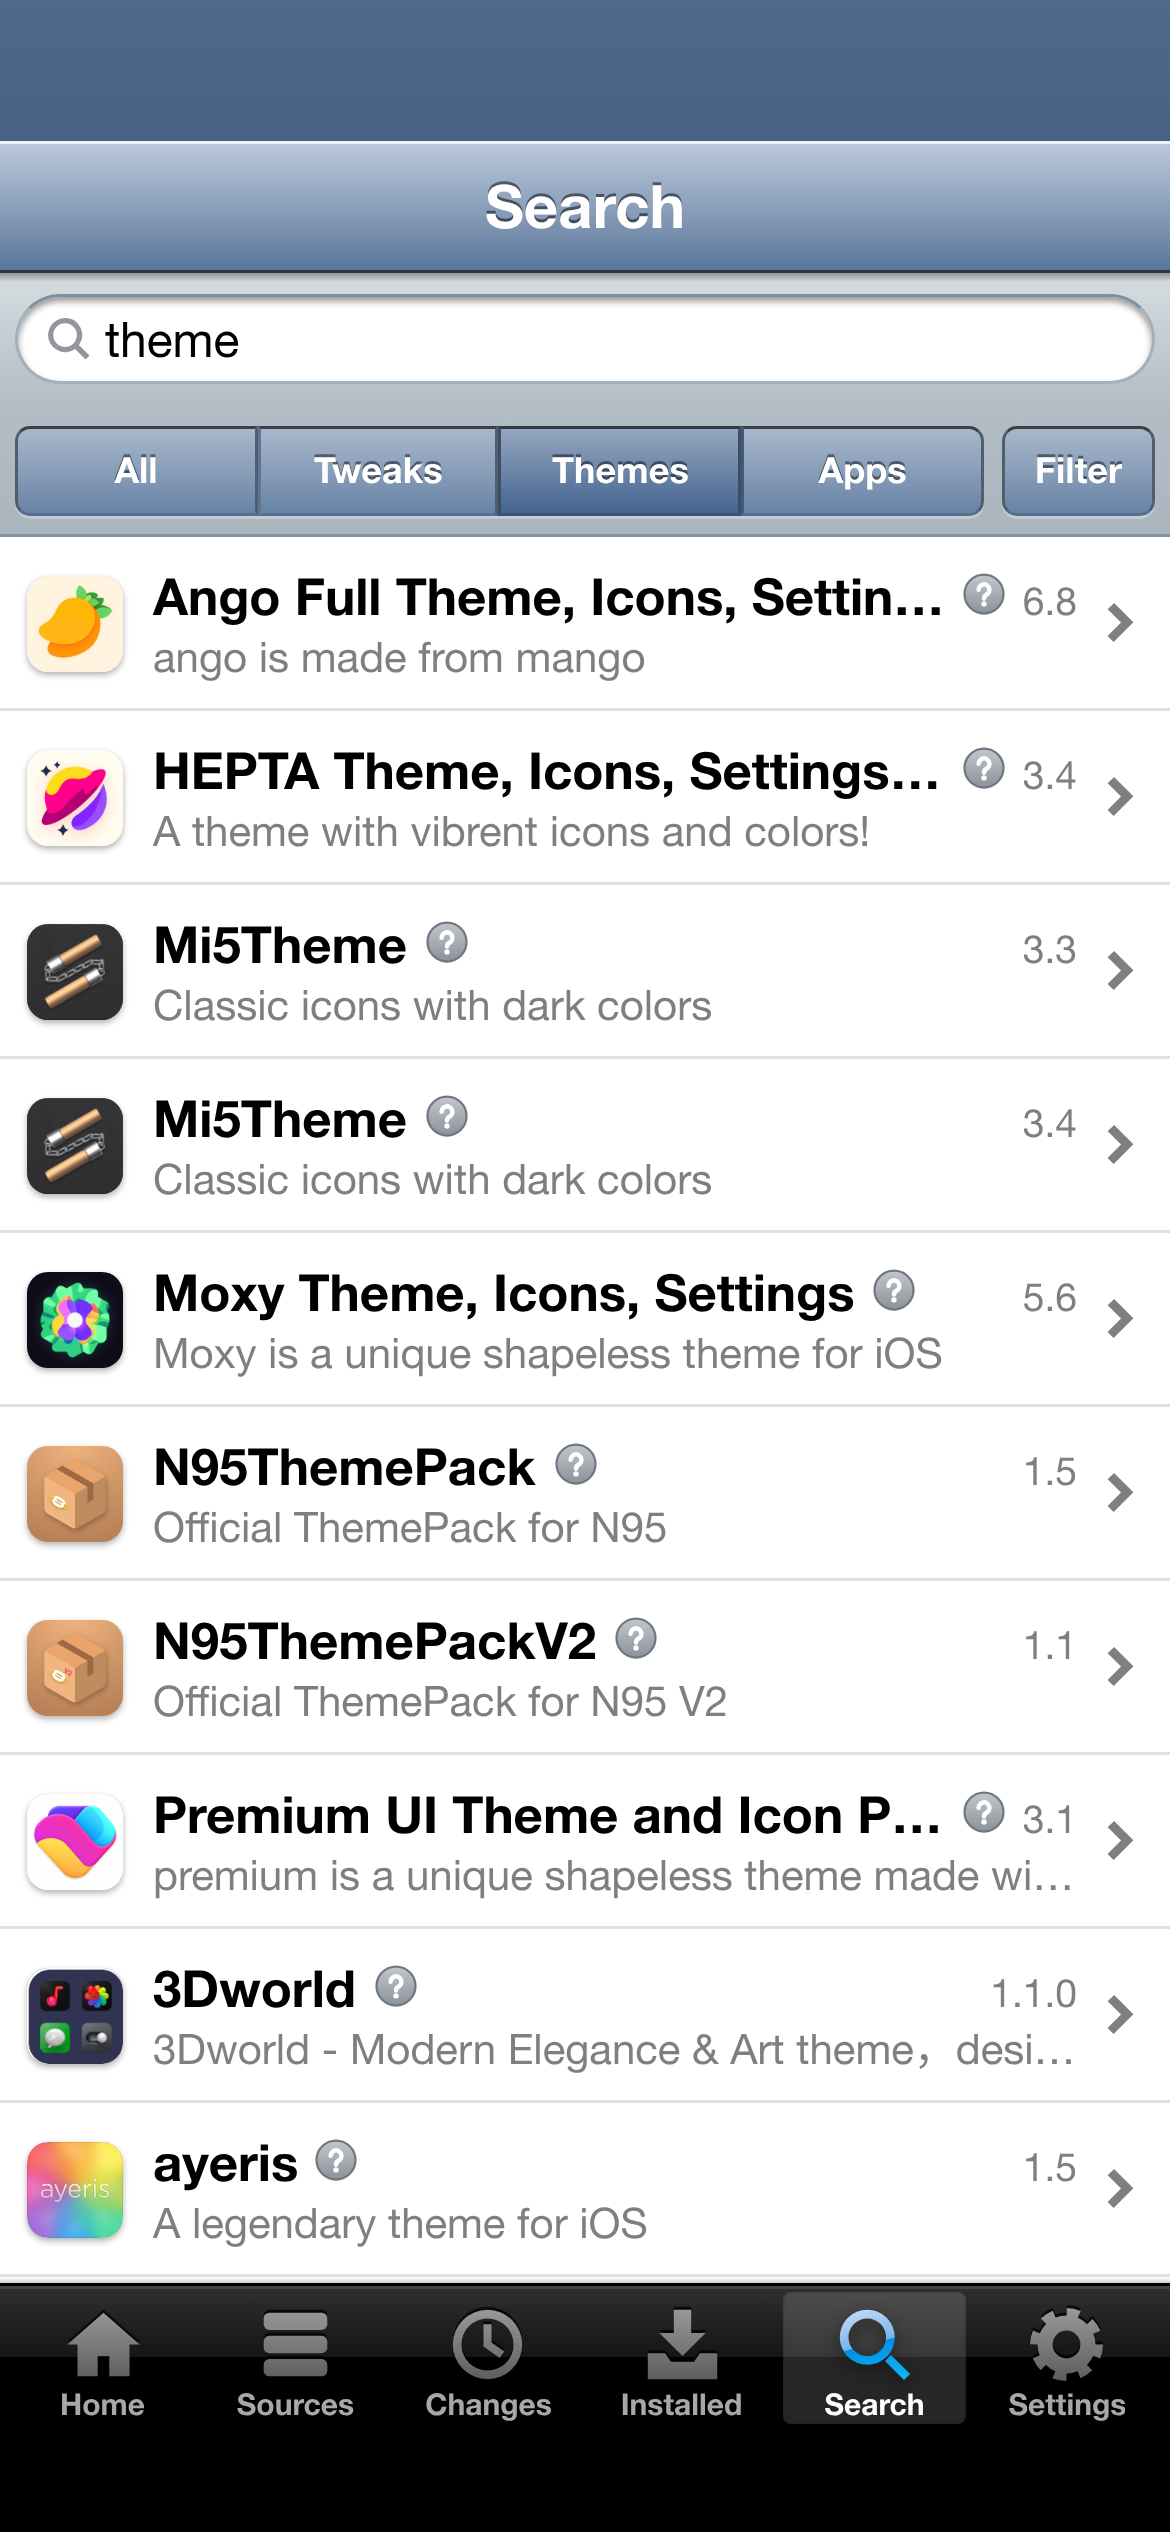 Search
theme
All Tweaks Themes Apps Filter
Ango Full Theme, Icons, Settin... ? 6.8
ango is made from mango
HEPTA Theme, Icons, Settings... ? 3.4
A theme with vibrent icons and colors!
Mi5Theme ? 3.3
Classic icons with dark colors
Mi5Theme ? 3.4
Classic icons with dark colors
Moxy Theme, Icons, Settings ? 5.6
Moxy is a unique shapeless theme for iOS
N95ThemePack ? 1.5
Official ThemePack for N95
N95ThemePackV2 ? 1.1
Official ThemePack for N95 V2
Premium UI Theme and Icon P... ? 3.1
premium is a unique shapeless theme made wi...
3Dworld ? 1.1.0
3Dworld - Modern Elegance & Art theme，desi...
ayeris
ayeris ? 1.5
A legendary theme for iOS
Home Sources Changes Installed Search Settings